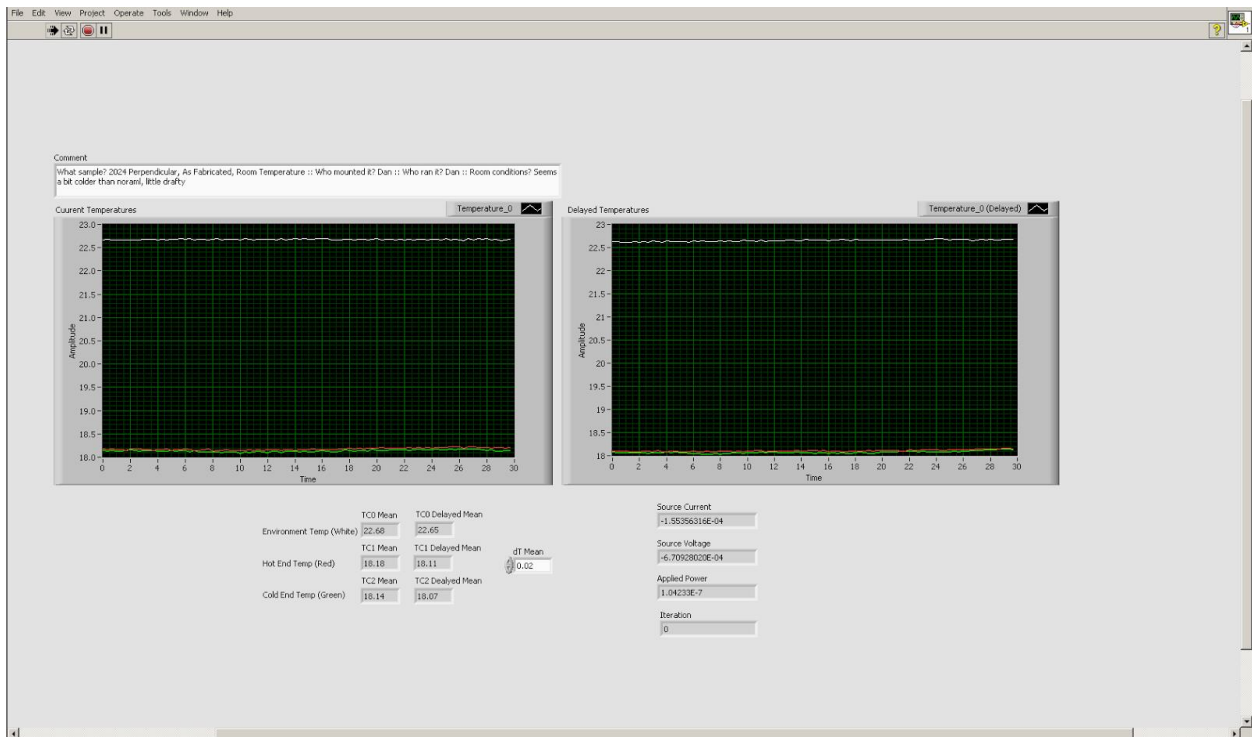 File Edit View Project Operate Tools Window Help
Comment
What sample? 2024 Perpendicular, As Fabricated, Room Temperature :: Who mounted it? Dan :: Who ran it? Dan :: Room conditions? Seems
a bit colder than noraml, little drafty
Cuurent Temperatures
Temperature_0
23.0
22.5
22.0
21.5
21.0
20.5
20.0
19.5
19.0
18.5
18.0
Amplitude
0 2 4 6 8 10 12 14 16 18 20 22 24 26 28 30
Time
Delayed Temperatures
Temperature_0 (Delayed)
23
22.5
22
21.5
21
20.5
20
19.5
19
18.5
18
Amplitude
0 2 4 6 8 10 12 14 16 18 20 22 24 26 28 30
Time
TC0 Mean TC0 Delayed Mean
Environment Temp (White) 22.68 22.65
TC1 Mean TC1 Delayed Mean
Hot End Temp (Red) 18.18 18.11
dT Mean
0.02
TC2 Mean TC2 Dealyed Mean
Cold End Temp (Green) 18.14 18.07
Source Current
-1.55356316E-04
Source Voltage
-6.70928020E-04
Applied Power
1.04233E-7
Iteration
0
?
1